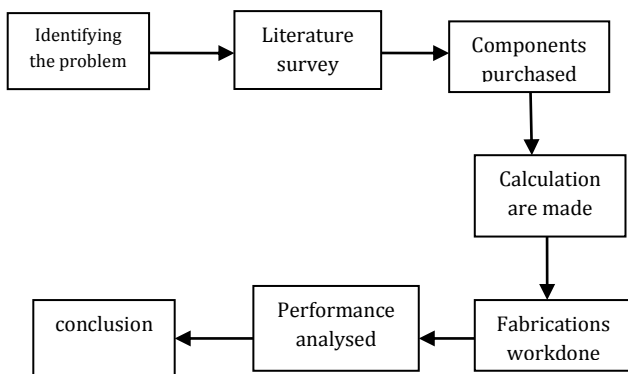 Identifying
the problem
Literature
survey
Components
purchased
Calculation
are made
Fabrications
workdone
Performance
analysed
conclusion